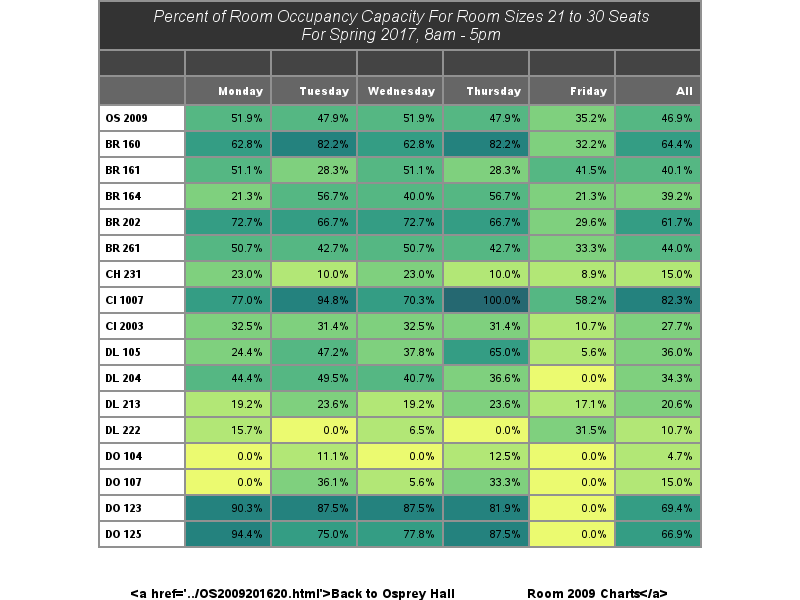 Percent of Room Occupancy Capacity For Room Sizes 21 to 30 Seats
For Spring 2017, 8am - 5pm
Monday Tuesday Wednesday Thursday Friday All
OS 2009 51.9% 47.9% 51.9% 47.9% 35.2% 46.9%
BR 160 62.8% 82.2% 62.8% 82.2% 32.2% 64.4%
BR 161 51.1% 28.3% 51.1% 28.3% 41.5% 40.1%
BR 164 21.3% 56.7% 40.0% 56.7% 21.3% 39.2%
BR 202 72.7% 66.7% 72.7% 66.7% 29.6% 61.7%
BR 261 50.7% 42.7% 50.7% 42.7% 33.3% 44.0%
CH 231 23.0% 10.0% 23.0% 10.0% 8.9% 15.0%
CI 1007 77.0% 94.8% 70.3% 100.0% 58.2% 82.3%
CI 2003 32.5% 31.4% 32.5% 31.4% 10.7% 27.7%
DL 105 24.4% 47.2% 37.8% 65.0% 5.6% 36.0%
DL 204 44.4% 49.5% 40.7% 36.6% 0.0% 34.3%
DL 213 19.2% 23.6% 19.2% 23.6% 17.1% 20.6%
DL 222 15.7% 0.0% 6.5% 0.0% 31.5% 10.7%
DO 104 0.0% 11.1% 0.0% 12.5% 0.0% 4.7%
DO 107 0.0% 36.1% 5.6% 33.3% 0.0% 15.0%
DO 123 90.3% 87.5% 87.5% 81.9% 0.0% 69.4%
DO 125 94.4% 75.0% 77.8% 87.5% 0.0% 66.9%
<a href='../OS2009201620.html'>Back to Osprey Hall Room 2009 Charts</a>